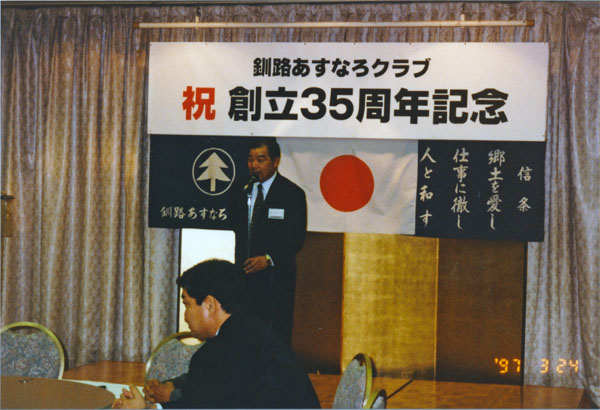 釧路あすなろクラブ
祝 創立35周年記念
釧路あすなろ
信条
郷土を愛し
仕事に徹し
人と和す
'97 3 24